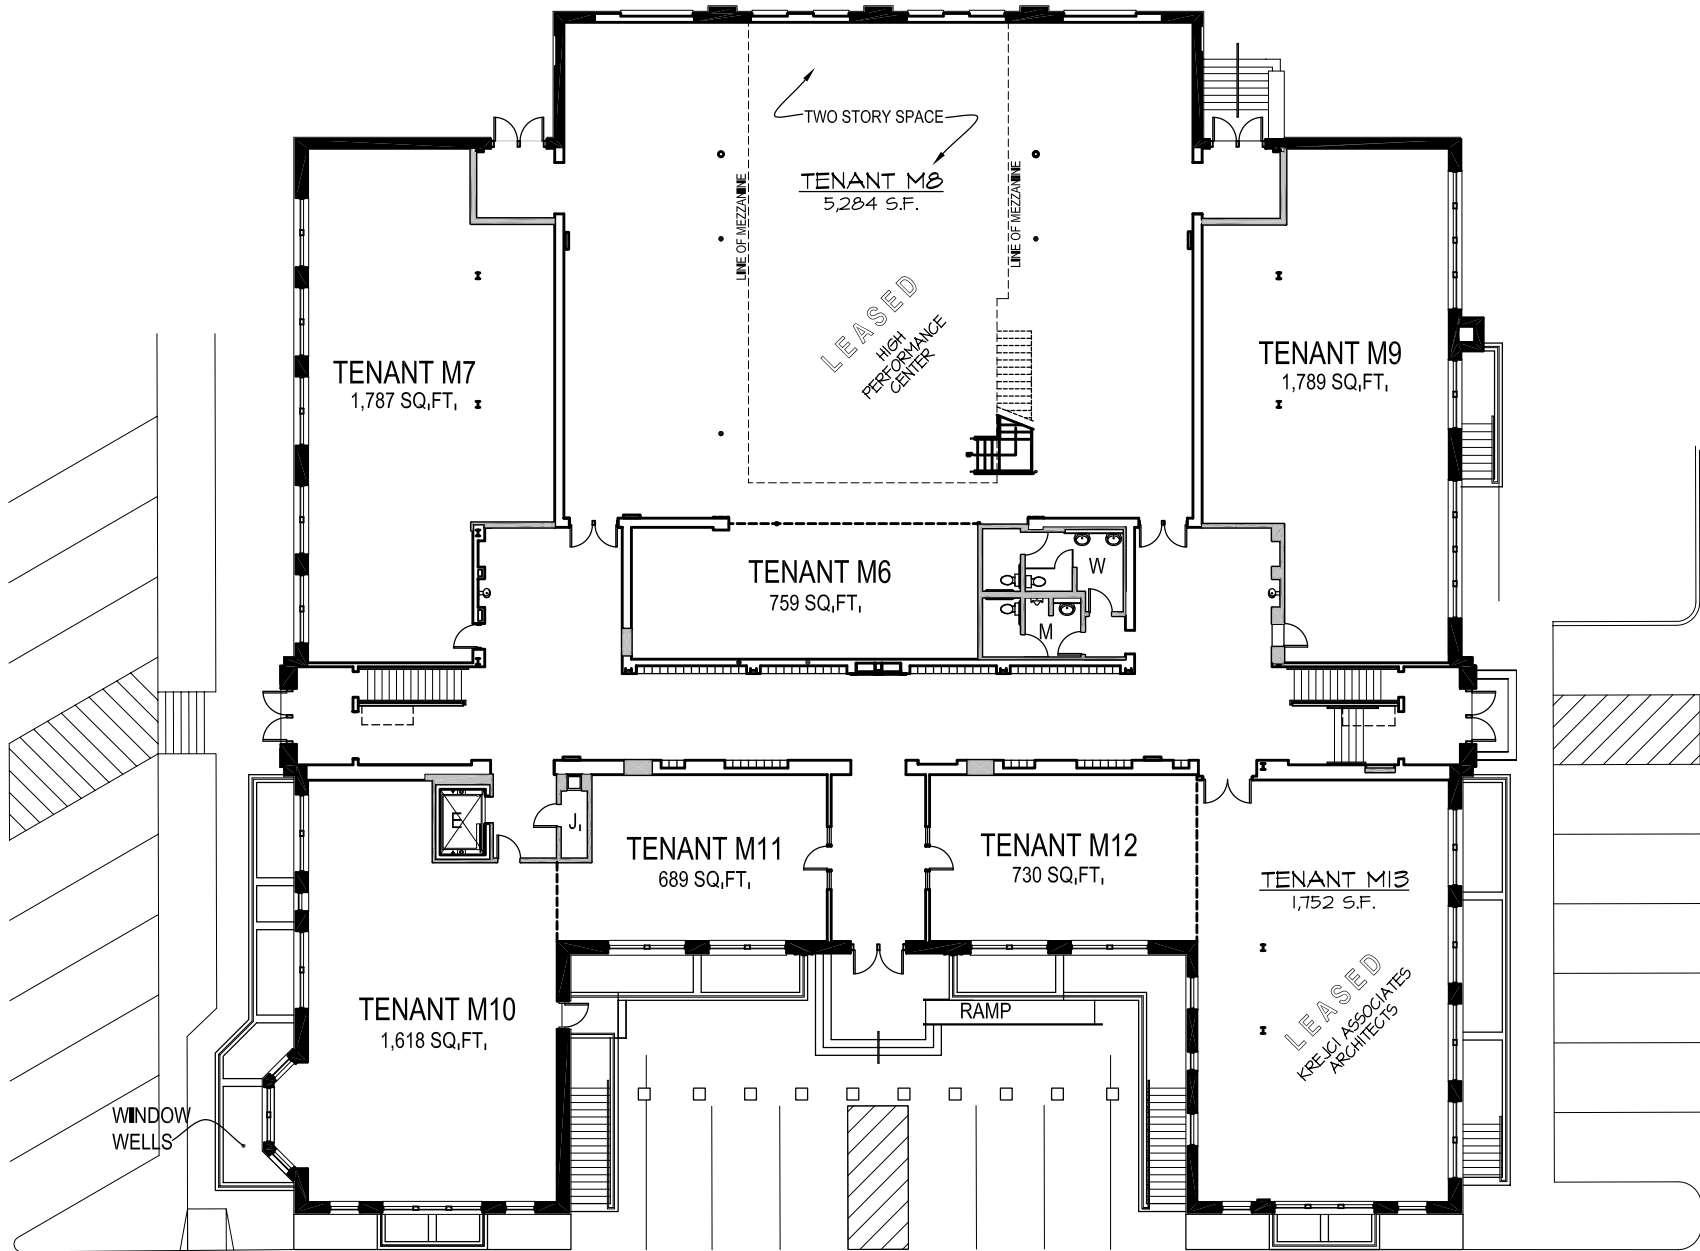 TWO STORY SPACE
LINE OF MEZZANINE
LINE OF MEZZANINE
TENANT M8
5,284 S.F.
LEASED
HIGH
PERFORMANCE
CENTER
TENANT M7
1,787 SQ.FT.
TENANT M9
1,789 SQ.FT.
TENANT M6
759 SQ.FT.
W
M
E
J.
TENANT M11
689 SQ.FT.
TENANT M12
730 SQ.FT.
TENANT M13
1,752 S.F.
LEASED
KREJCI ASSOCIATES
ARCHITECTS
TENANT M10
1,618 SQ.FT.
RAMP
WINDOW
WELLS